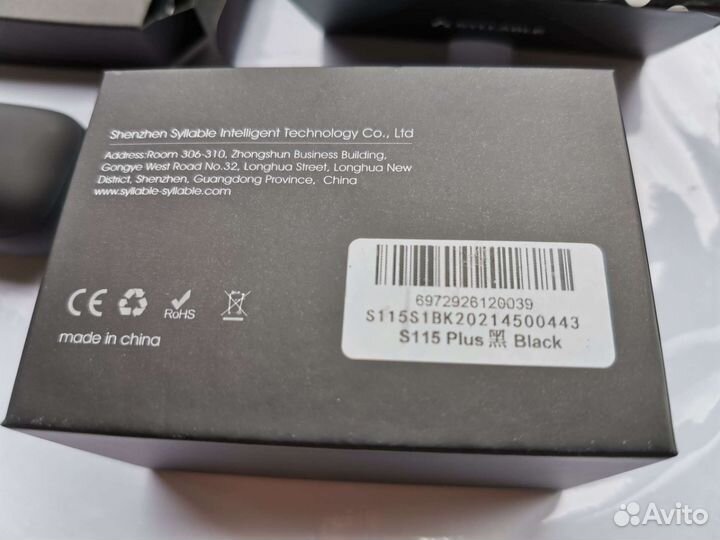 SYLLABLE
Shenzhen Syllable Intelligent Technology Co., Ltd
Address:Room 306-310, Zhongshun Business Building,
Gongye West Road No.32, Longhua Street, Longhua New
District, Shenzhen, Guangdong Province, China
www.syllable-syllable.com
CE
RoHS
made in china
6972926120039
S115S1BK20214500443
S115 Plus 黑 Black
Avito